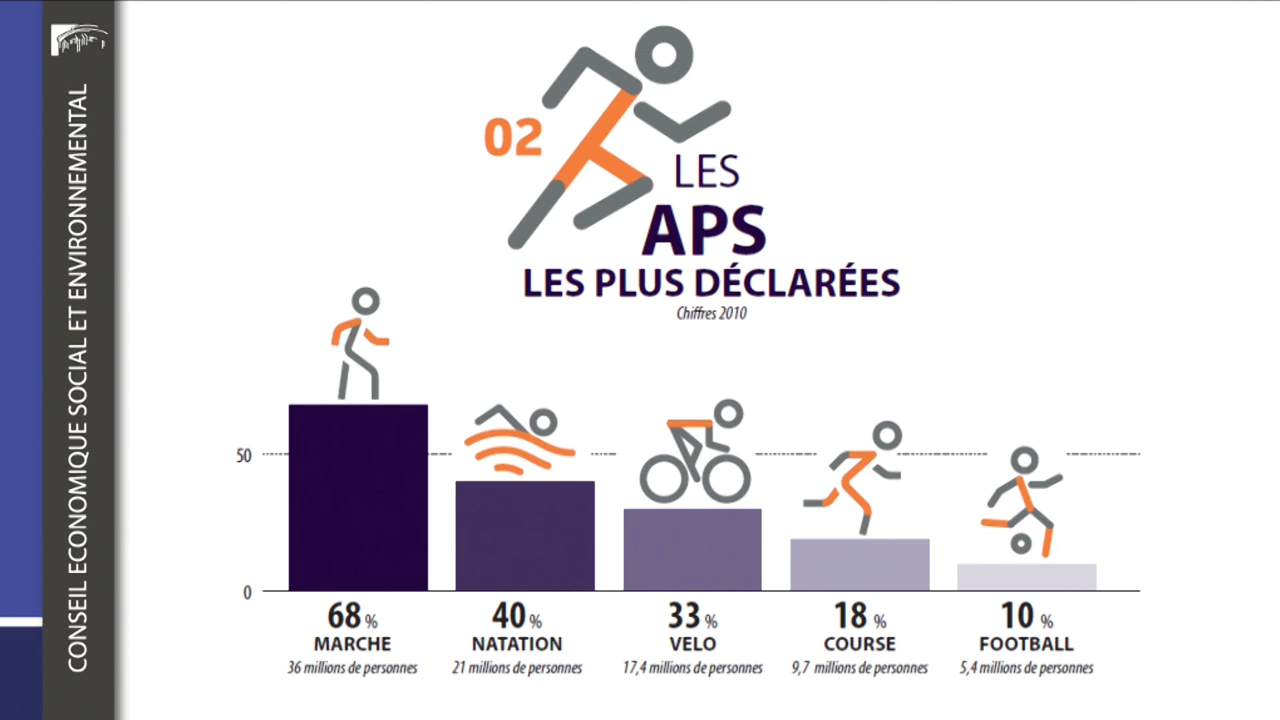 CONSEIL ECONOMIQUE SOCIAL ET ENVIRONNEMENTAL
02
LES
APS
LES PLUS DÉCLARÉES
Chiffres 2010
50
0
68 %
MARCHE
36 millions de personnes
40 %
NATATION
21 millions de personnes
33 %
VELO
17,4 millions de personnes
18 %
COURSE
9,7 millions de personnes
10 %
FOOTBALL
5,4 millions de personnes